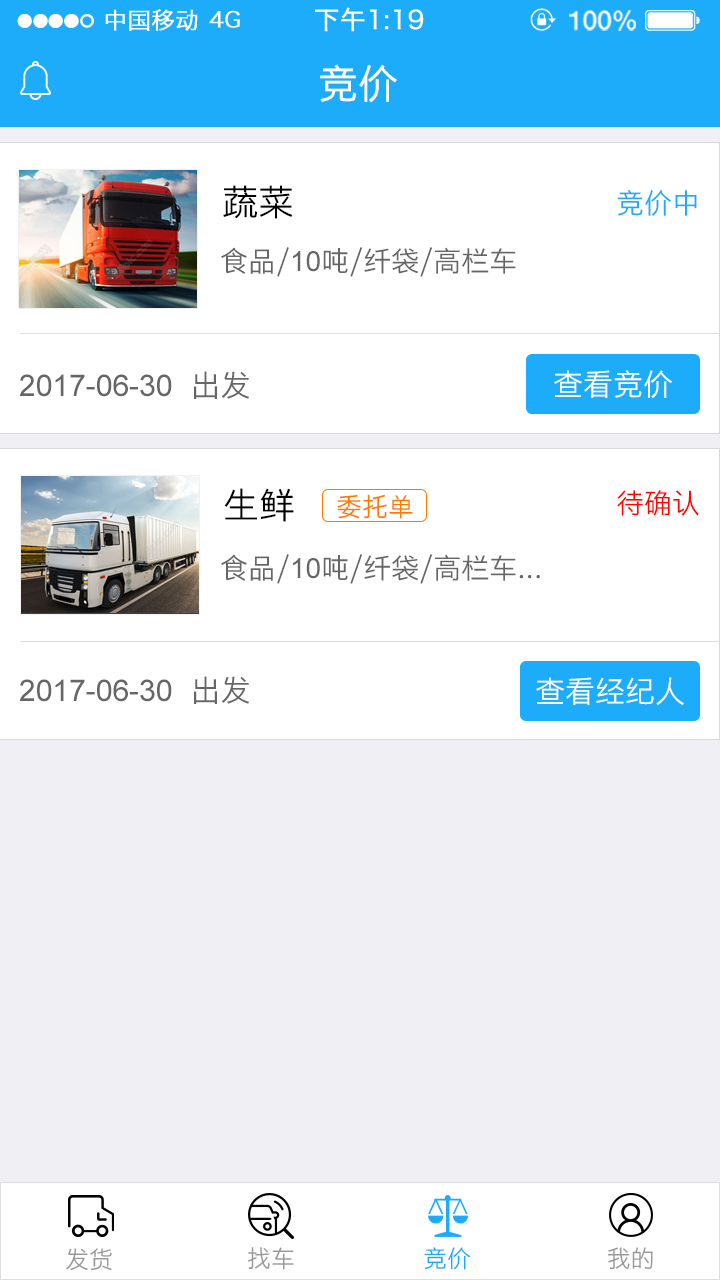 中国移动 4G 下午1:19 100%
竞价
蔬菜 竞价中
食品/10吨/纤袋/高栏车
2017-06-30 出发 查看竞价
生鲜 委托单 待确认
食品/10吨/纤袋/高栏车...
2017-06-30 出发 查看经纪人
发货 找车 竞价 我的